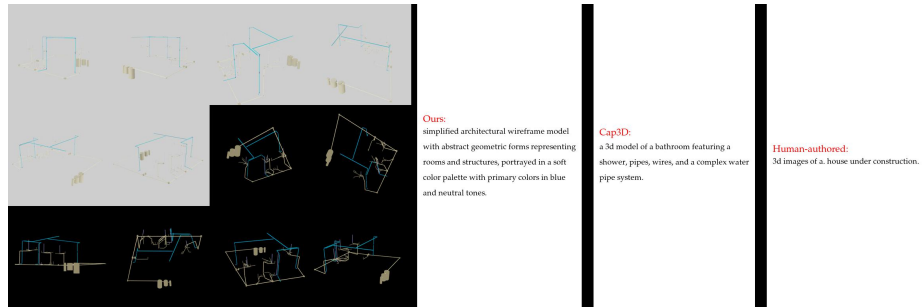 Ours:
simplified architectural wireframe model
with abstract geometric forms representing
rooms and structures, portrayed in a soft
color palette with primary colors in blue
and neutral tones.
Cap3D:
a 3d model of a bathroom featuring a
shower, pipes, wires, and a complex water
pipe system.
Human-authored:
3d images of a. house under construction.